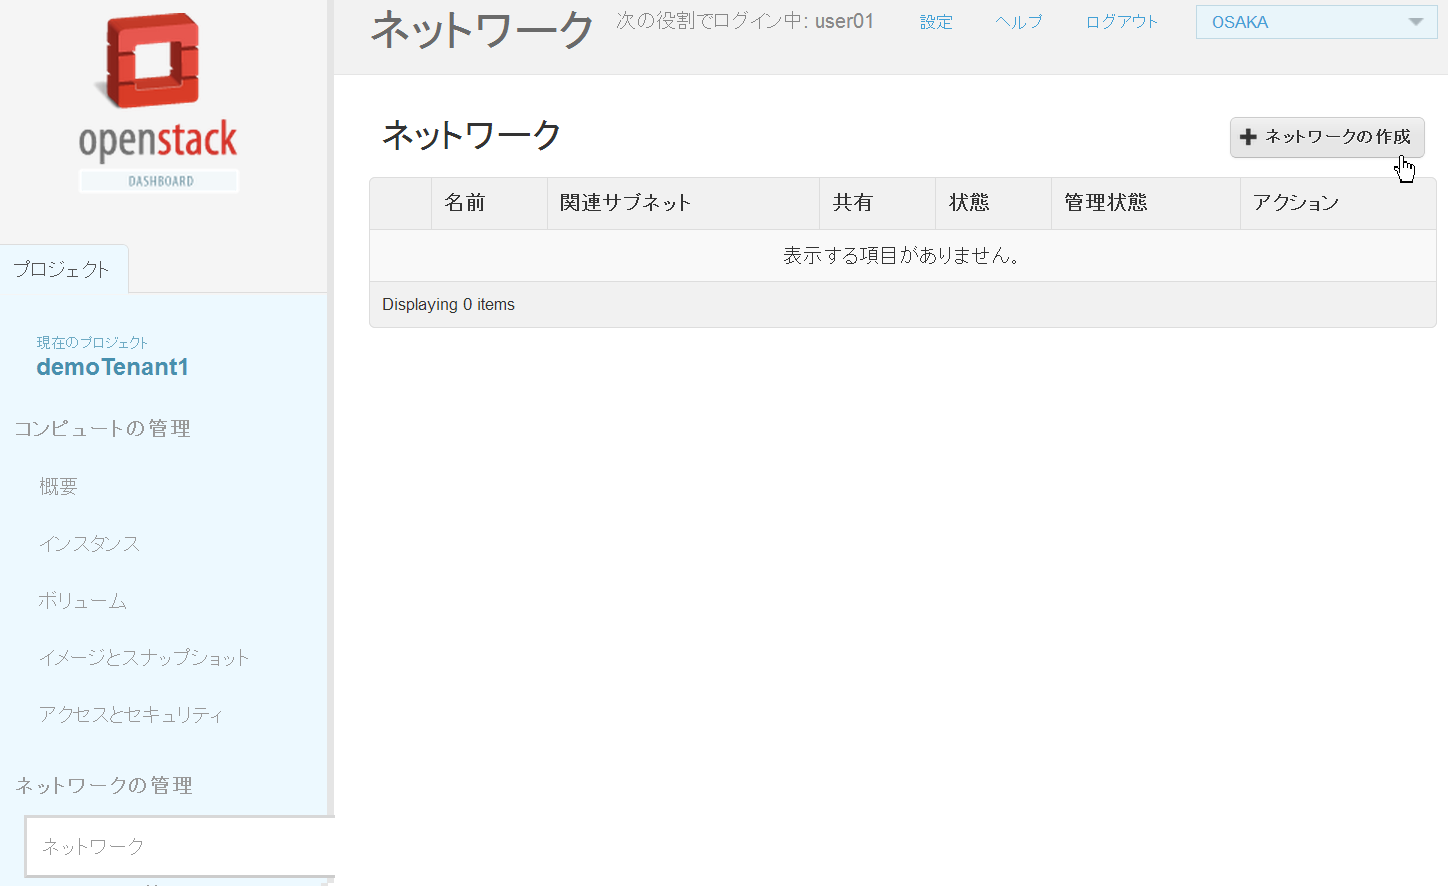 openstack
DASHBOARD
プロジェクト
現在のプロジェクト
demoTenant1
コンピュートの管理
概要
インスタンス
ボリューム
イメージとスナップショット
アクセスとセキュリティ
ネットワークの管理
ネットワーク
ネットワーク 次の役割でログイン中: user01 設定 ヘルプ ログアウト OSAKA
ネットワーク
ネットワークの作成
名前 関連サブネット 共有 状態 管理状態 アクション
表示する項目がありません。
Displaying 0 items